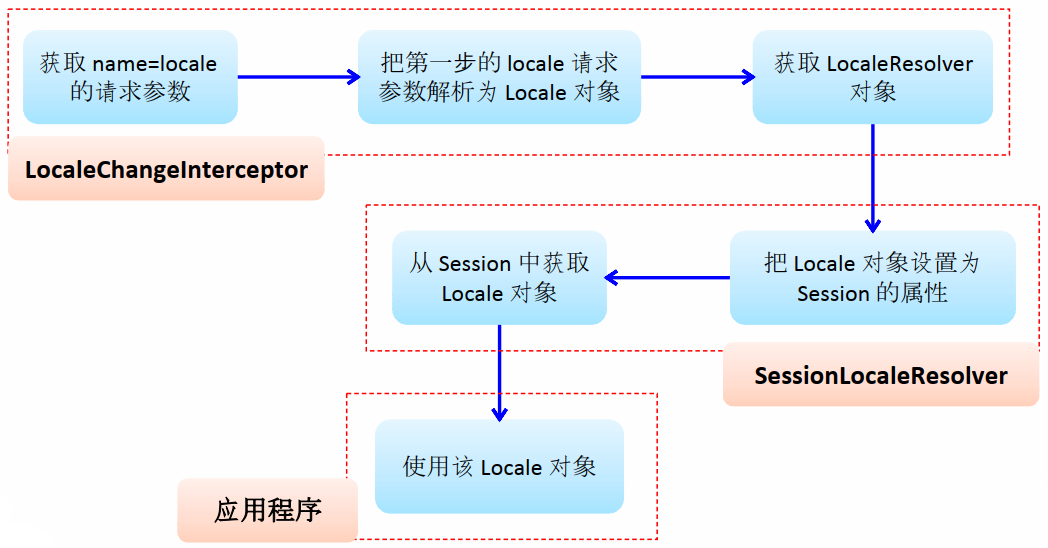 获取 name=locale
的请求参数
把第一步的 locale 请求
参数解析为 Locale 对象
获取 LocaleResolver
对象
LocaleChangeInterceptor
从 Session 中获取
Locale 对象
把 Locale 对象设置为
Session 的属性
SessionLocaleResolver
使用该 Locale 对象
应用程序